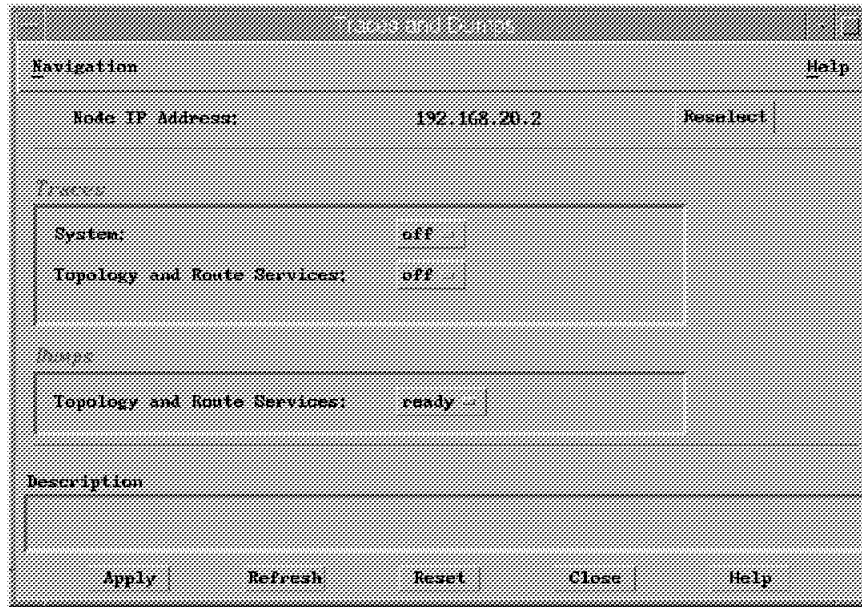 Traces and Dumps
Navigation Help
Node IP Address: 192.168.20.2 Reselect
Traces
System: off
Topology and Route Services: off
Dumps
Topology and Route Services: ready
Description
Apply Refresh Reset Close Help